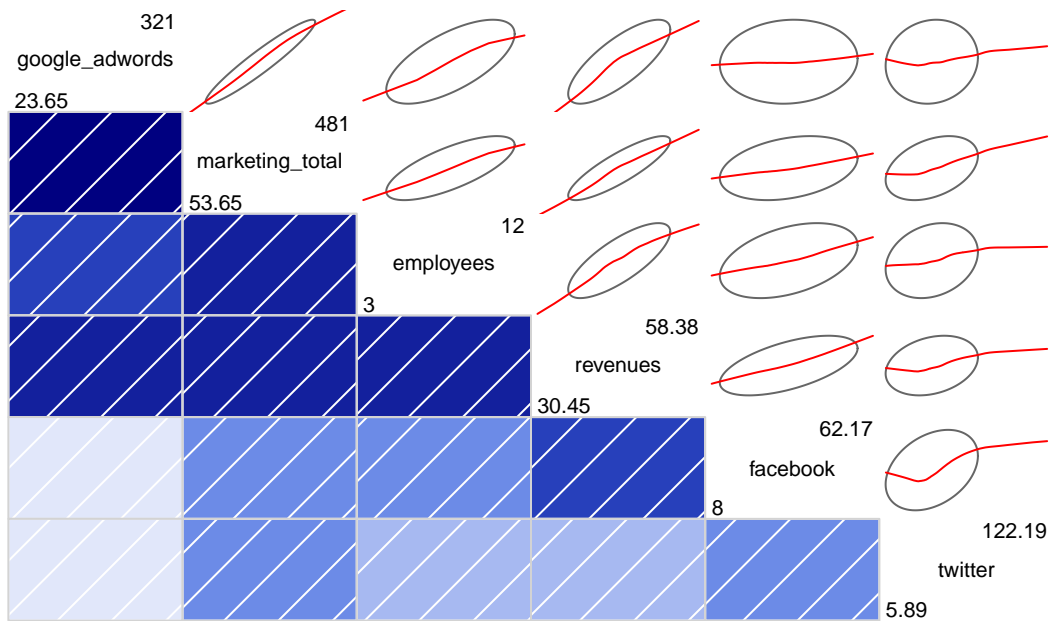 321
google_adwords
23.65
481
marketing_total
53.65
12
employees
3
58.38
revenues
30.45
62.17
facebook
8
122.19
twitter
5.89